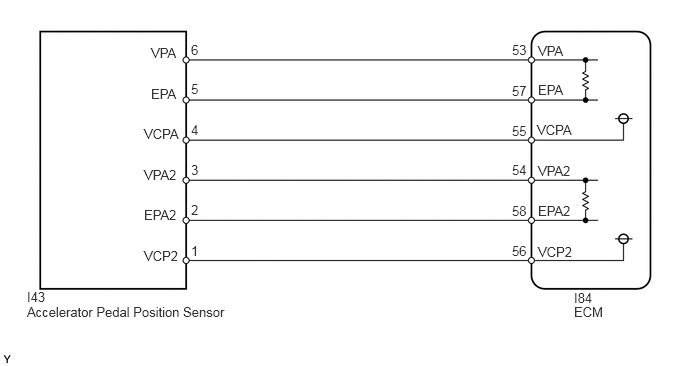 VPA 6 53 VPA
EPA 5 57 EPA
VCPA 4 55 VCPA
VPA2 3 54 VPA2
EPA2 2 58 EPA2
VCP2 1 56 VCP2
I43
Accelerator Pedal Position Sensor
I84
ECM
Y